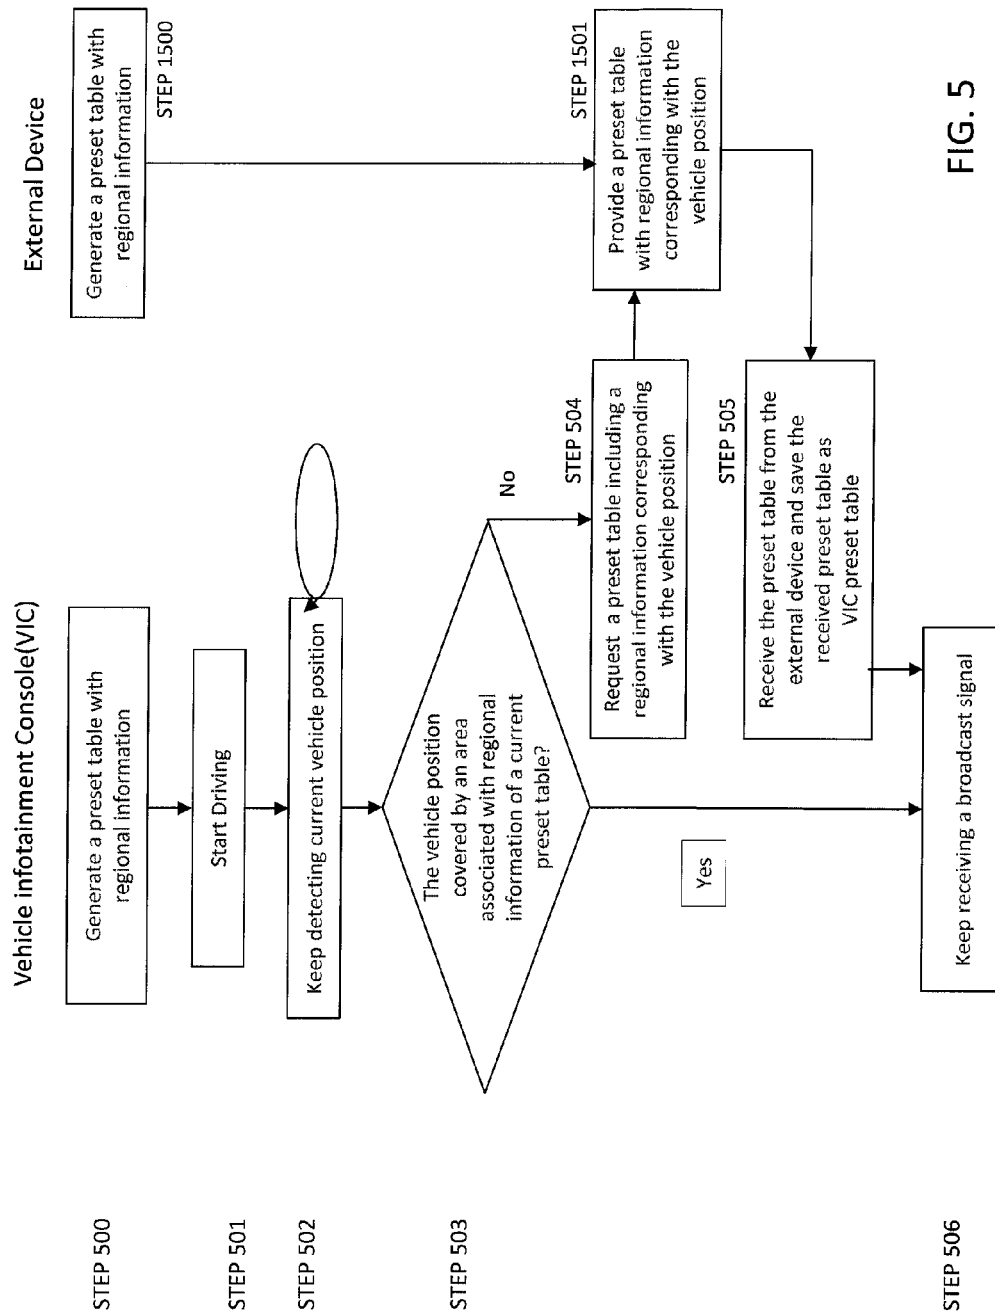 Vehicle infotainment Console(VIC)
External Device
STEP 500
Generate a preset table with
regional information
Generate a preset table with
regional information
STEP 1500
STEP 501
Start Driving
STEP 502
Keep detecting current vehicle position
STEP 503
The vehicle position
covered by an area
associated with regional
information of a current
preset table?
No
STEP 504
Request a preset table including a
regional information corresponding
with the vehicle position
STEP 1501
Provide a preset table
with regional information
corresponding with the
vehicle position
Yes
STEP 505
Receive the preset table from the
external device and save the
received preset table as
VIC preset table
STEP 506
Keep receiving a broadcast signal
FIG. 5